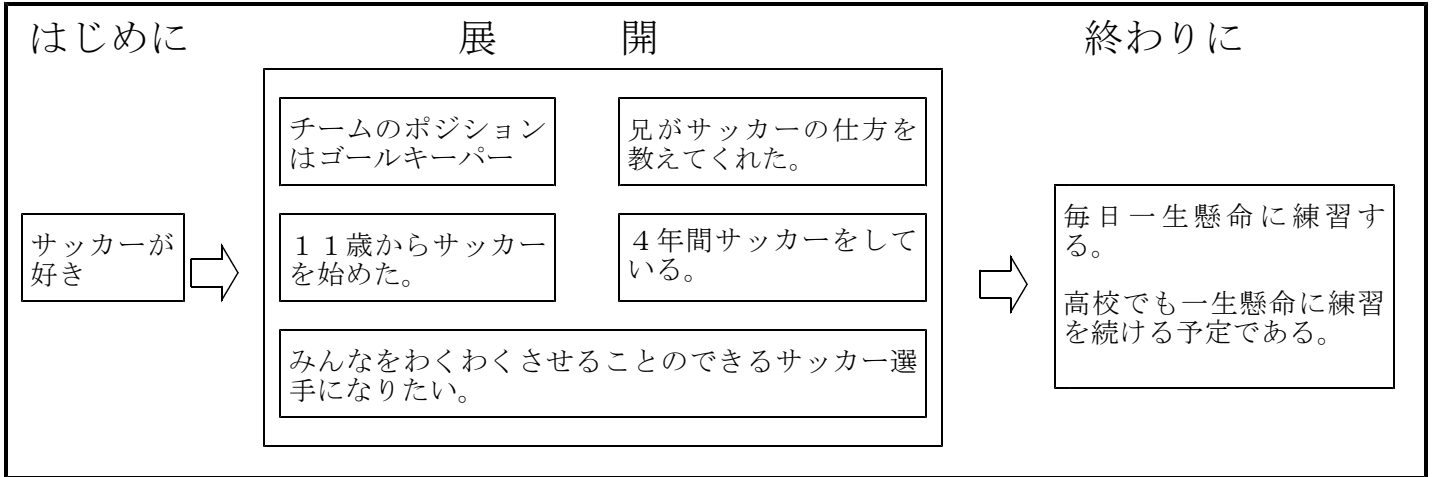 はじめに
展　　開
終わりに
サッカーが
好き
チームのポジション
はゴールキーパー
兄がサッカーの仕方を
教えてくれた。
１１歳からサッカー
を始めた。
４年間サッカーをして
いる。
みんなをわくわくさせることのできるサッカー選
手になりたい。
毎日一生懸命に練習す
る。
高校でも一生懸命に練習
を続ける予定である。